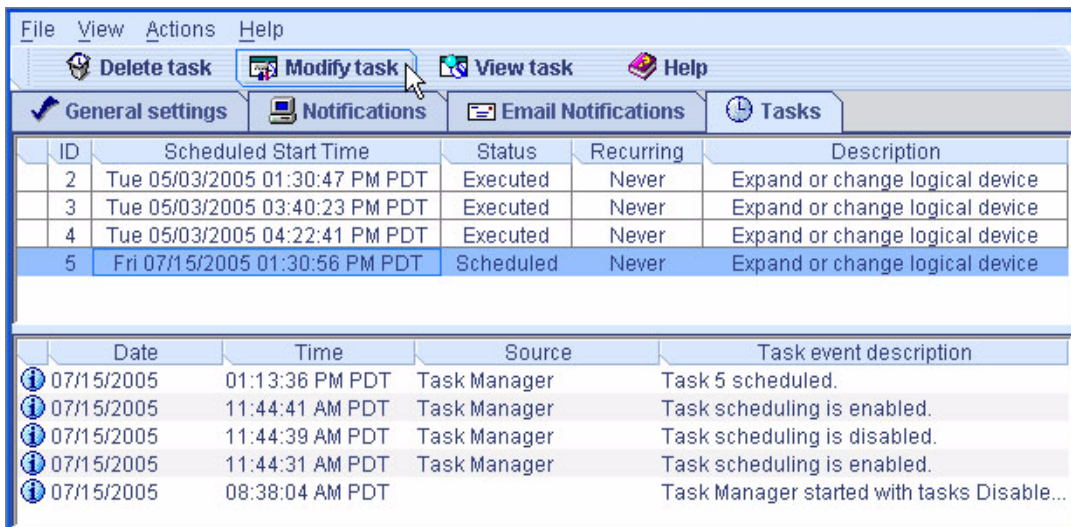 File View Actions Help
Delete task Modify task View task Help
General settings Notifications Email Notifications Tasks
ID Scheduled Start Time Status Recurring Description
2 Tue 05/03/2005 01:30:47 PM PDT Executed Never Expand or change logical device
3 Tue 05/03/2005 03:40:23 PM PDT Executed Never Expand or change logical device
4 Tue 05/03/2005 04:22:41 PM PDT Executed Never Expand or change logical device
5 Fri 07/15/2005 01:30:56 PM PDT Scheduled Never Expand or change logical device
Date Time Source Task event description
07/15/2005 01:13:36 PM PDT Task Manager Task 5 scheduled.
07/15/2005 11:44:41 AM PDT Task Manager Task scheduling is enabled.
07/15/2005 11:44:39 AM PDT Task Manager Task scheduling is disabled.
07/15/2005 11:44:31 AM PDT Task Manager Task scheduling is enabled.
07/15/2005 08:38:04 AM PDT Task Manager started with tasks Disable...